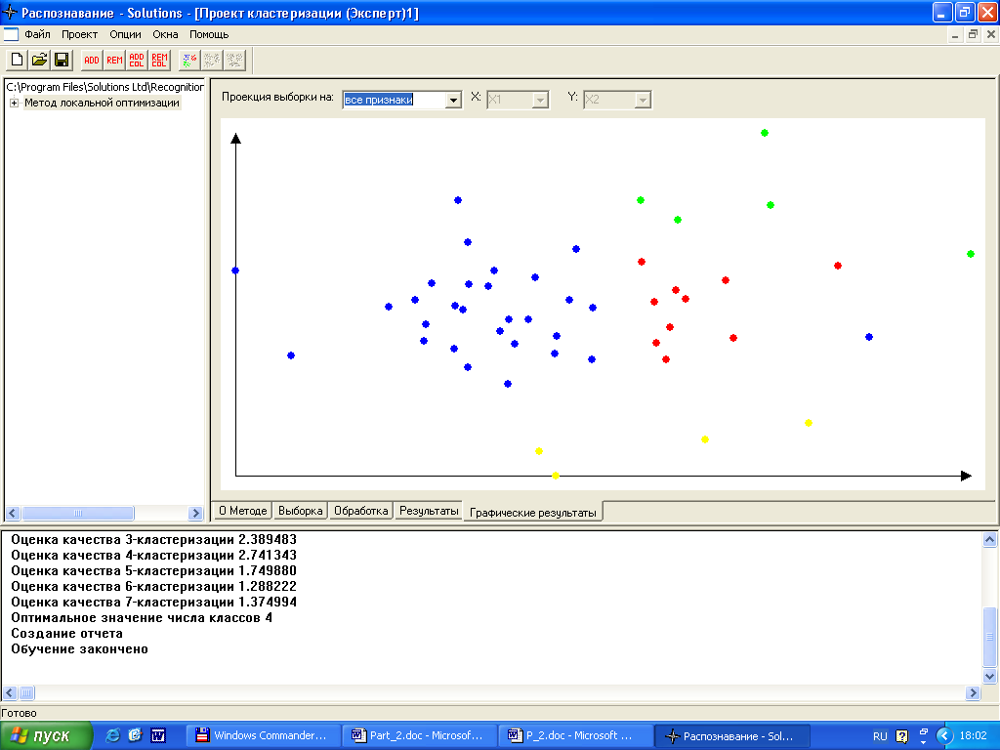 Распознавание - Solutions - [Проект кластеризации (Эксперт)1]
Файл Проект Опции Окна Помощь
ADD REM ADD COL REM COL
C:\Program Files\Solutions Ltd\Recognition
Метод локальной оптимизации
Проекция выборки на: все признаки X: X1 Y: X2
О Методе Выборка Обработка Результаты Графические результаты
Оценка качества 3-кластеризации 2.389483
Оценка качества 4-кластеризации 2.741343
Оценка качества 5-кластеризации 1.749880
Оценка качества 6-кластеризации 1.288222
Оценка качества 7-кластеризации 1.374994
Оптимальное значение числа классов 4
Создание отчета
Обучение закончено
Готово
пуск W Windows Commander... Part_2.doc - Microsof... P_2.doc - Microsoft ... Распознавание - Sol... RU 18:02